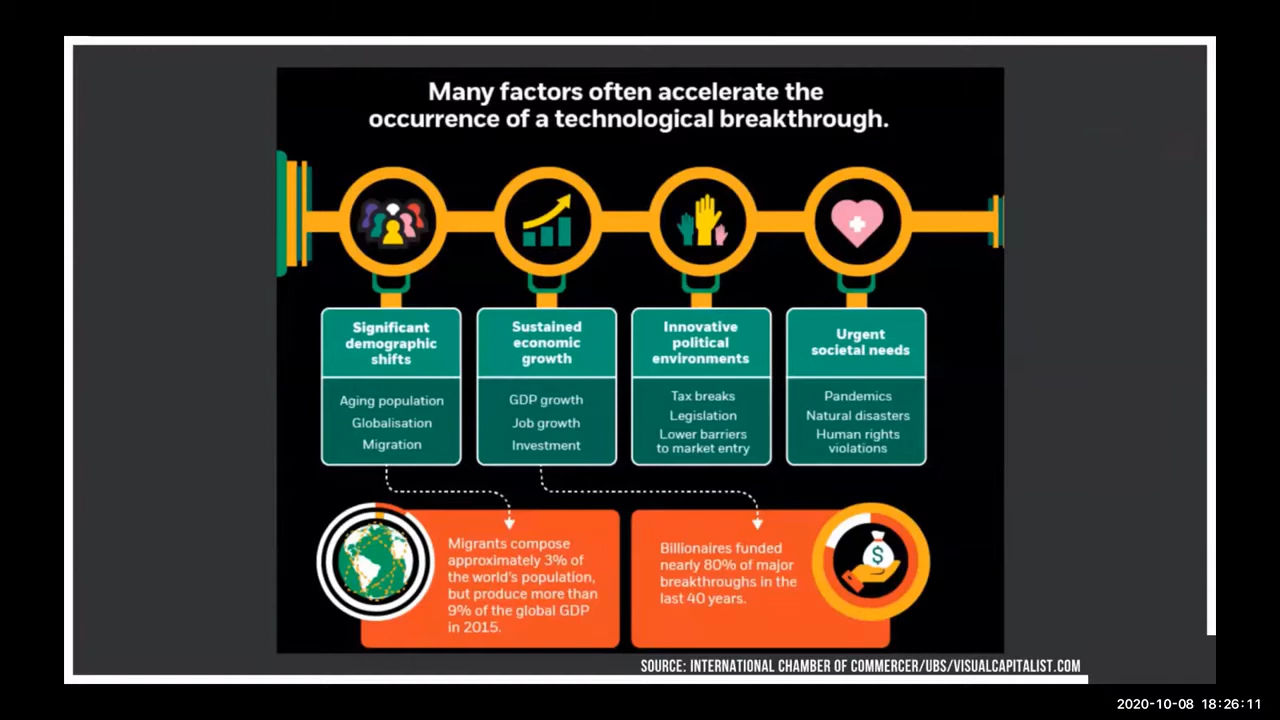 Many factors often accelerate the
occurrence of a technological breakthrough.
Significant
demographic
shifts
Aging population
Globalisation
Migration
Sustained
economic
growth
GDP growth
Job growth
Investment
Innovative
political
environments
Tax breaks
Legislation
Lower barriers
to market entry
Urgent
societal needs
Pandemics
Natural disasters
Human rights
violations
Migrants compose
approximately 3% of
the world's population,
but produce more than
9% of the global GDP
in 2015.
Billionaires funded
nearly 80% of major
breakthroughs in the
last 40 years.
$
SOURCE: INTERNATIONAL CHAMBER OF COMMERCER/UBS/VISUALCAPITALIST.COM
2020-10-08 18:26:11